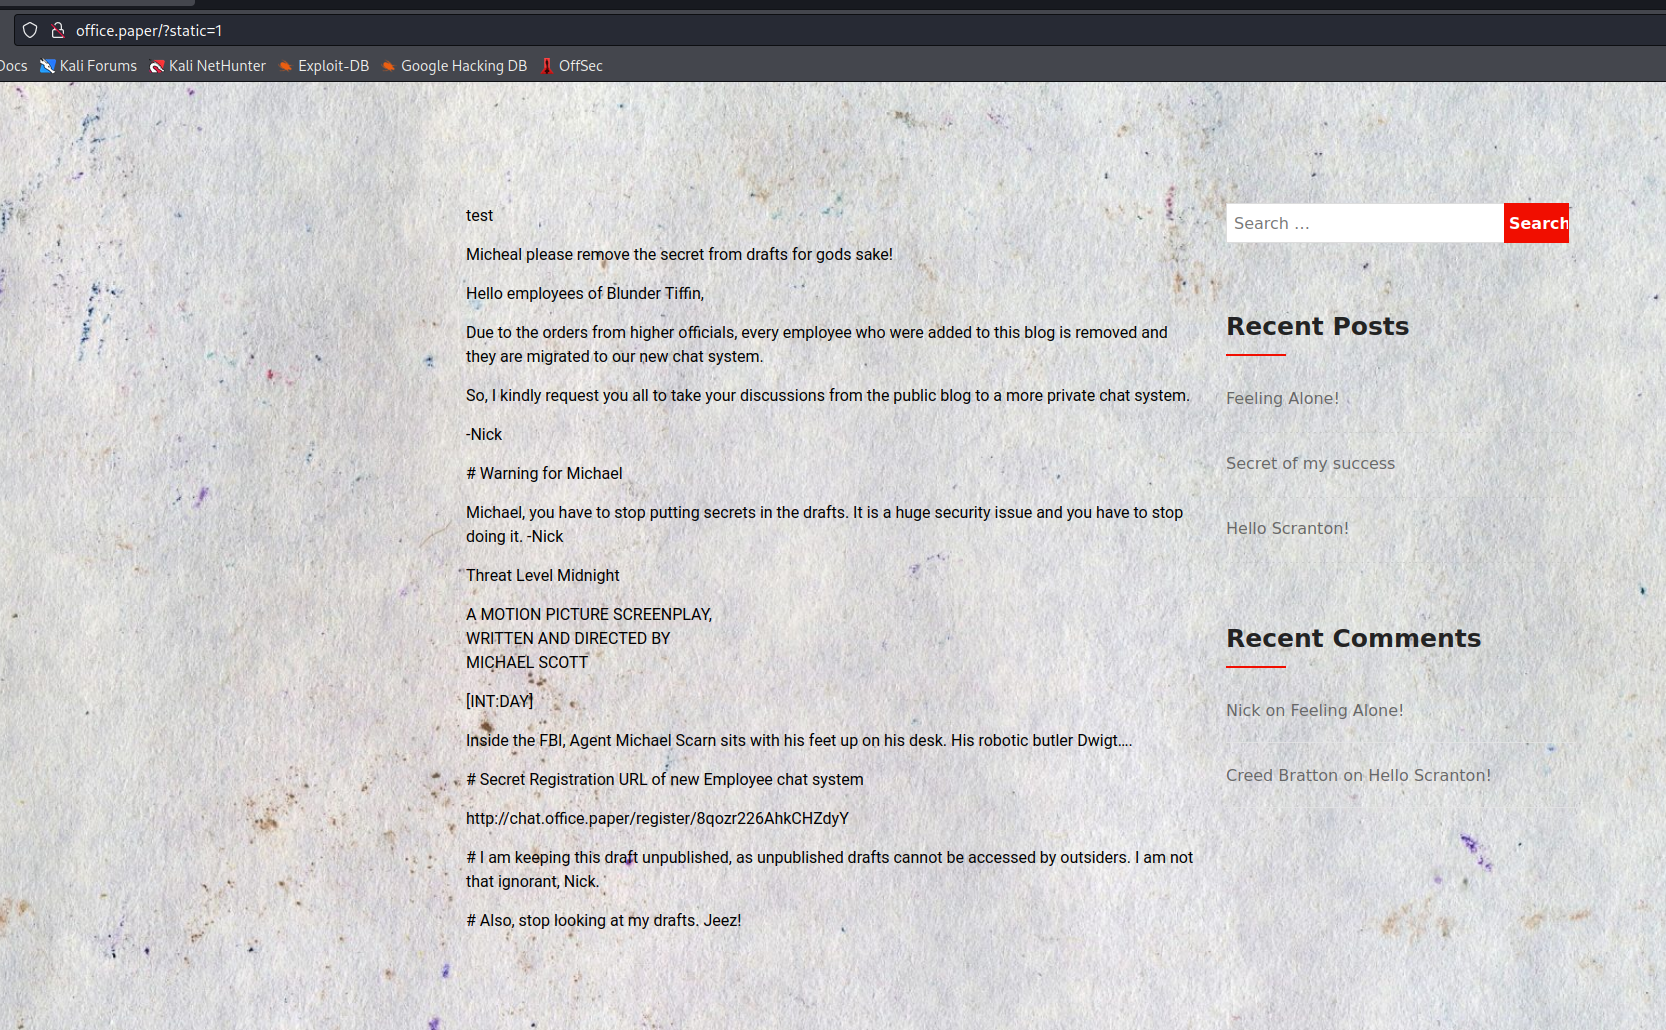 office.paper/?static=1
Docs Kali Forums Kali NetHunter Exploit-DB Google Hacking DB OffSec
test
Micheal please remove the secret from drafts for gods sake!
Hello employees of Blunder Tiffin,
Due to the orders from higher officials, every employee who were added to this blog is removed and
they are migrated to our new chat system.
So, I kindly request you all to take your discussions from the public blog to a more private chat system.
-Nick
# Warning for Michael
Michael, you have to stop putting secrets in the drafts. It is a huge security issue and you have to stop
doing it. -Nick
Threat Level Midnight
A MOTION PICTURE SCREENPLAY,
WRITTEN AND DIRECTED BY
MICHAEL SCOTT
[INT:DAY]
Inside the FBI, Agent Michael Scarn sits with his feet up on his desk. His robotic butler Dwigt….
# Secret Registration URL of new Employee chat system
http://chat.office.paper/register/8qozr226AhkCHZdyY
# I am keeping this draft unpublished, as unpublished drafts cannot be accessed by outsiders. I am not
that ignorant, Nick.
# Also, stop looking at my drafts. Jeez!
Search … Search
Recent Posts
Feeling Alone!
Secret of my success
Hello Scranton!
Recent Comments
Nick on Feeling Alone!
Creed Bratton on Hello Scranton!